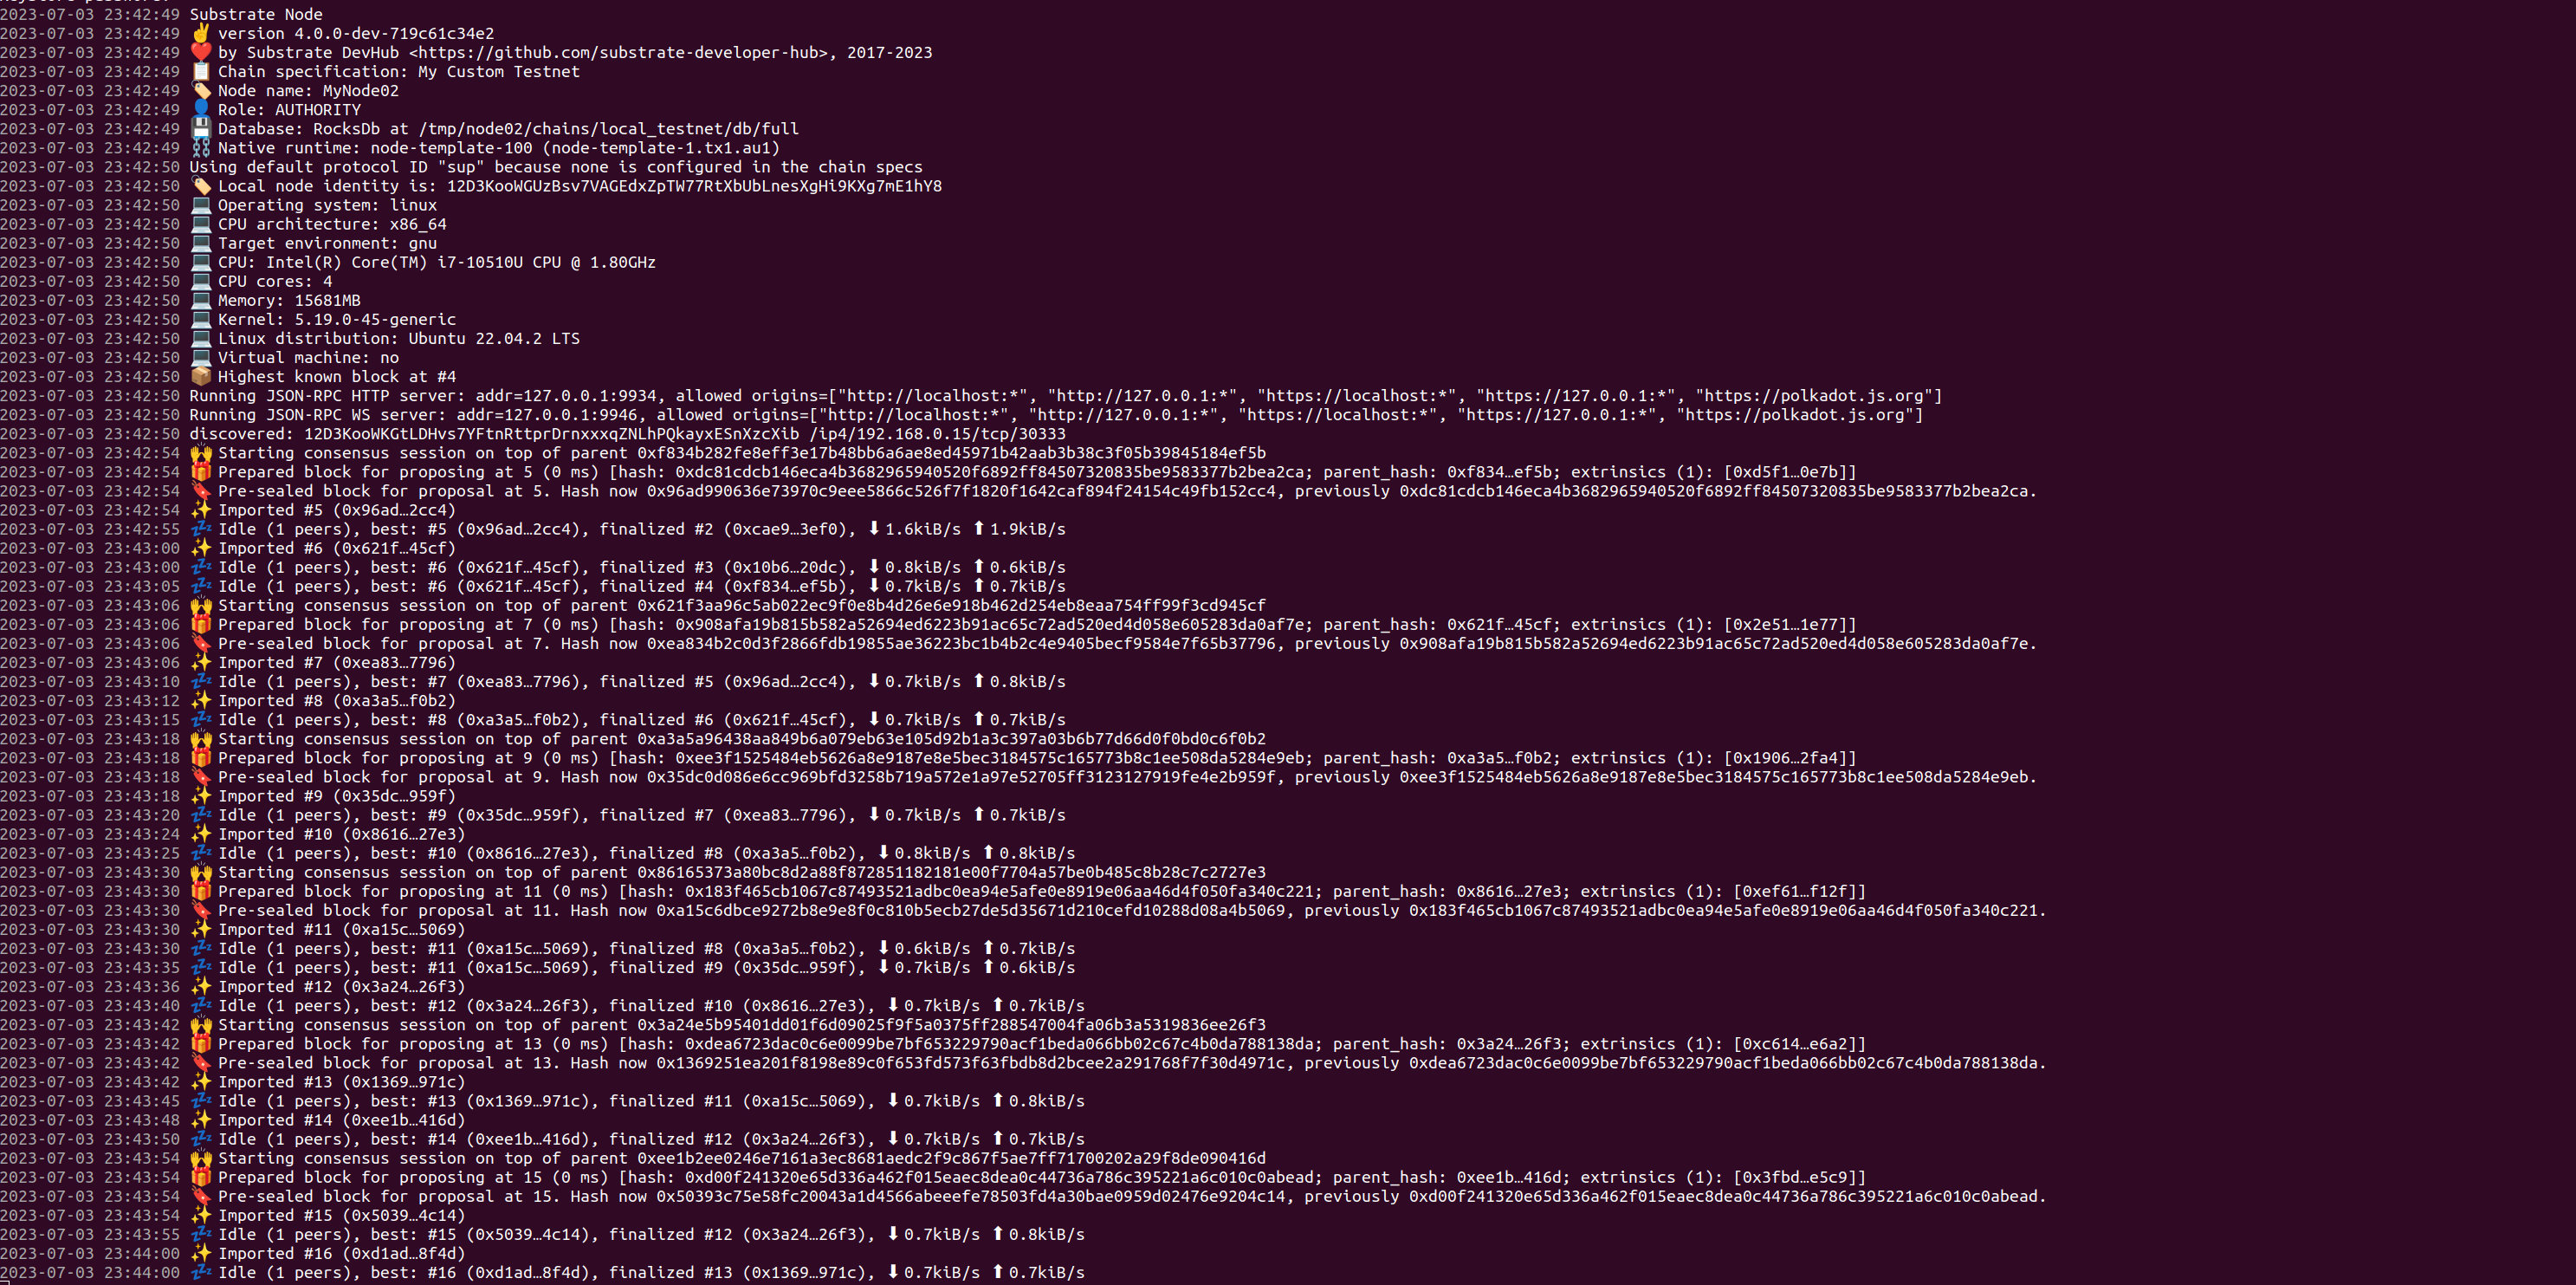 2023-07-03 23:42:49 Substrate Node
2023-07-03 23:42:49 ✌️ version 4.0.0-dev-719c61c34e2
2023-07-03 23:42:49 ❤️ by Substrate DevHub <https://github.com/substrate-developer-hub>, 2017-2023
2023-07-03 23:42:49 📋 Chain specification: My Custom Testnet
2023-07-03 23:42:49 🏷 Node name: MyNode02
2023-07-03 23:42:49 👤 Role: AUTHORITY
2023-07-03 23:42:49 💾 Database: RocksDb at /tmp/node02/chains/local_testnet/db/full
2023-07-03 23:42:49 ⛓ Native runtime: node-template-100 (node-template-1.tx1.au1)
2023-07-03 23:42:50 Using default protocol ID "sup" because none is configured in the chain specs
2023-07-03 23:42:50 🏷 Local node identity is: 12D3KooWGUzBsv7VAGEdxZpTW77RtXbUbLnesXgHi9KXg7mE1hY8
2023-07-03 23:42:50 💻 Operating system: linux
2023-07-03 23:42:50 💻 CPU architecture: x86_64
2023-07-03 23:42:50 💻 Target environment: gnu
2023-07-03 23:42:50 💻 CPU: Intel(R) Core(TM) i7-10510U CPU @ 1.80GHz
2023-07-03 23:42:50 💻 CPU cores: 4
2023-07-03 23:42:50 💻 Memory: 15681MB
2023-07-03 23:42:50 💻 Kernel: 5.19.0-45-generic
2023-07-03 23:42:50 💻 Linux distribution: Ubuntu 22.04.2 LTS
2023-07-03 23:42:50 💻 Virtual machine: no
2023-07-03 23:42:50 📦 Highest known block at #4
2023-07-03 23:42:50 Running JSON-RPC HTTP server: addr=127.0.0.1:9934, allowed origins=["http://localhost:*", "http://127.0.0.1:*", "https://localhost:*", "https://127.0.0.1:*", "https://polkadot.js.org"]
2023-07-03 23:42:50 Running JSON-RPC WS server: addr=127.0.0.1:9946, allowed origins=["http://localhost:*", "http://127.0.0.1:*", "https://localhost:*", "https://127.0.0.1:*", "https://polkadot.js.org"]
2023-07-03 23:42:50 discovered: 12D3KooWKGtLDHvs7YFtnRttprDrnxxxqZNLhPQkayxESnXzcXib /ip4/192.168.0.15/tcp/30333
2023-07-03 23:42:54 🙌 Starting consensus session on top of parent 0xf834b282fe8eff3e17b48bb6a6ae8ed45971b42aab3b38c3f05b39845184ef5b
2023-07-03 23:42:54 🎁 Prepared block for proposing at 5 (0 ms) [hash: 0xdc81cdcb146eca4b3682965940520f6892ff84507320835be9583377b2bea2ca; parent_hash: 0xf834…ef5b; extrinsics (1): [0xd5f1…0e7b]]
2023-07-03 23:42:54 🔖 Pre-sealed block for proposal at 5. Hash now 0x96ad990636e73970c9eee5866c526f7f1820f1642caf894f24154c49fb152cc4, previously 0xdc81cdcb146eca4b3682965940520f6892ff84507320835be9583377b2bea2ca.
2023-07-03 23:42:54 ✨ Imported #5 (0x96ad…2cc4)
2023-07-03 23:42:55 💤 Idle (1 peers), best: #5 (0x96ad…2cc4), finalized #2 (0xcae9…3ef0), ⬇ 1.6kiB/s ⬆ 1.9kiB/s
2023-07-03 23:43:00 ✨ Imported #6 (0x621f…45cf)
2023-07-03 23:43:00 💤 Idle (1 peers), best: #6 (0x621f…45cf), finalized #3 (0x10b6…20dc), ⬇ 0.8kiB/s ⬆ 0.6kiB/s
2023-07-03 23:43:05 💤 Idle (1 peers), best: #6 (0x621f…45cf), finalized #4 (0xf834…ef5b), ⬇ 0.7kiB/s ⬆ 0.7kiB/s
2023-07-03 23:43:06 🙌 Starting consensus session on top of parent 0x621f3aa96c5ab022ec9f0e8b4d26e6e918b462d254eb8eaa754ff99f3cd945cf
2023-07-03 23:43:06 🎁 Prepared block for proposing at 7 (0 ms) [hash: 0x908afa19b815b582a52694ed6223b91ac65c72ad520ed4d058e605283da0af7e; parent_hash: 0x621f…45cf; extrinsics (1): [0x2e51…1e77]]
2023-07-03 23:43:06 🔖 Pre-sealed block for proposal at 7. Hash now 0xea834b2c0d3f2866fdb19855ae36223bc1b4b2c4e9405becf9584e7f65b37796, previously 0x908afa19b815b582a52694ed6223b91ac65c72ad520ed4d058e605283da0af7e.
2023-07-03 23:43:06 ✨ Imported #7 (0xea83…7796)
2023-07-03 23:43:10 💤 Idle (1 peers), best: #7 (0xea83…7796), finalized #5 (0x96ad…2cc4), ⬇ 0.7kiB/s ⬆ 0.8kiB/s
2023-07-03 23:43:12 ✨ Imported #8 (0xa3a5…f0b2)
2023-07-03 23:43:15 💤 Idle (1 peers), best: #8 (0xa3a5…f0b2), finalized #6 (0x621f…45cf), ⬇ 0.7kiB/s ⬆ 0.7kiB/s
2023-07-03 23:43:18 🙌 Starting consensus session on top of parent 0xa3a5a96438aa849b6a079eb63e105d92b1a3c397a03b6b77d66d0f0bd0c6f0b2
2023-07-03 23:43:18 🎁 Prepared block for proposing at 9 (0 ms) [hash: 0xee3f1525484eb5626a8e9187e8e5bec3184575c165773b8c1ee508da5284e9eb; parent_hash: 0xa3a5…f0b2; extrinsics (1): [0x1906…2fa4]]
2023-07-03 23:43:18 🔖 Pre-sealed block for proposal at 9. Hash now 0x35dc0d086e6cc969bfd3258b719a572e1a97e52705ff3123127919fe4e2b959f, previously 0xee3f1525484eb5626a8e9187e8e5bec3184575c165773b8c1ee508da5284e9eb.
2023-07-03 23:43:18 ✨ Imported #9 (0x35dc…959f)
2023-07-03 23:43:20 💤 Idle (1 peers), best: #9 (0x35dc…959f), finalized #7 (0xea83…7796), ⬇ 0.7kiB/s ⬆ 0.7kiB/s
2023-07-03 23:43:24 ✨ Imported #10 (0x8616…27e3)
2023-07-03 23:43:25 💤 Idle (1 peers), best: #10 (0x8616…27e3), finalized #8 (0xa3a5…f0b2), ⬇ 0.8kiB/s ⬆ 0.8kiB/s
2023-07-03 23:43:30 🙌 Starting consensus session on top of parent 0x86165373a80bc8d2a88f872851182181e00f7704a57be0b485c8b28c7c2727e3
2023-07-03 23:43:30 🎁 Prepared block for proposing at 11 (0 ms) [hash: 0x183f465cb1067c87493521adbc0ea94e5afe0e8919e06aa46d4f050fa340c221; parent_hash: 0x8616…27e3; extrinsics (1): [0xef61…f12f]]
2023-07-03 23:43:30 🔖 Pre-sealed block for proposal at 11. Hash now 0xa15c6dbce9272b8e9e8f0c810b5ecb27de5d35671d210cefd10288d08a4b5069, previously 0x183f465cb1067c87493521adbc0ea94e5afe0e8919e06aa46d4f050fa340c221.
2023-07-03 23:43:30 ✨ Imported #11 (0xa15c…5069)
2023-07-03 23:43:30 💤 Idle (1 peers), best: #11 (0xa15c…5069), finalized #8 (0xa3a5…f0b2), ⬇ 0.6kiB/s ⬆ 0.7kiB/s
2023-07-03 23:43:35 💤 Idle (1 peers), best: #11 (0xa15c…5069), finalized #9 (0x35dc…959f), ⬇ 0.7kiB/s ⬆ 0.6kiB/s
2023-07-03 23:43:36 ✨ Imported #12 (0x3a24…26f3)
2023-07-03 23:43:40 💤 Idle (1 peers), best: #12 (0x3a24…26f3), finalized #10 (0x8616…27e3), ⬇ 0.7kiB/s ⬆ 0.7kiB/s
2023-07-03 23:43:42 🙌 Starting consensus session on top of parent 0x3a24e5b95401dd01f6d09025f9f5a0375ff288547004fa06b3a5319836ee26f3
2023-07-03 23:43:42 🎁 Prepared block for proposing at 13 (0 ms) [hash: 0xdea6723dac0c6e0099be7bf653229790acf1beda066bb02c67c4b0da788138da; parent_hash: 0x3a24…26f3; extrinsics (1): [0xc614…e6a2]]
2023-07-03 23:43:42 🔖 Pre-sealed block for proposal at 13. Hash now 0x1369251ea201f8198e89c0f653fd573f63fbdb8d2bcee2a291768f7f30d4971c, previously 0xdea6723dac0c6e0099be7bf653229790acf1beda066bb02c67c4b0da788138da.
2023-07-03 23:43:42 ✨ Imported #13 (0x1369…971c)
2023-07-03 23:43:45 💤 Idle (1 peers), best: #13 (0x1369…971c), finalized #11 (0xa15c…5069), ⬇ 0.7kiB/s ⬆ 0.8kiB/s
2023-07-03 23:43:48 ✨ Imported #14 (0xee1b…416d)
2023-07-03 23:43:50 💤 Idle (1 peers), best: #14 (0xee1b…416d), finalized #12 (0x3a24…26f3), ⬇ 0.7kiB/s ⬆ 0.7kiB/s
2023-07-03 23:43:54 🙌 Starting consensus session on top of parent 0xee1b2ee0246e7161a3ec8681aedc2f9c867f5ae7ff71700202a29f8de090416d
2023-07-03 23:43:54 🎁 Prepared block for proposing at 15 (0 ms) [hash: 0xd00f241320e65d336a462f015eaec8dea0c44736a786c395221a6c010c0abead; parent_hash: 0xee1b…416d; extrinsics (1): [0x3fbd…e5c9]]
2023-07-03 23:43:54 🔖 Pre-sealed block for proposal at 15. Hash now 0x50393c75e58fc20043a1d4566abeeefe78503fd4a30bae0959d02476e9204c14, previously 0xd00f241320e65d336a462f015eaec8dea0c44736a786c395221a6c010c0abead.
2023-07-03 23:43:54 ✨ Imported #15 (0x5039…4c14)
2023-07-03 23:43:55 💤 Idle (1 peers), best: #15 (0x5039…4c14), finalized #12 (0x3a24…26f3), ⬇ 0.7kiB/s ⬆ 0.8kiB/s
2023-07-03 23:44:00 ✨ Imported #16 (0xd1ad…8f4d)
2023-07-03 23:44:00 💤 Idle (1 peers), best: #16 (0xd1ad…8f4d), finalized #13 (0x1369…971c), ⬇ 0.7kiB/s ⬆ 0.7kiB/s